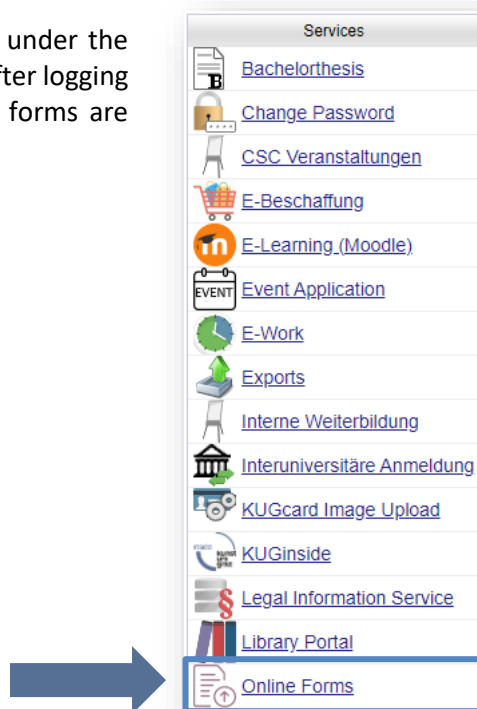 under the
fter logging
forms are
Services
B
Bachelorthesis
Change Password
CSC Veranstaltungen
E-Beschaffung
m
E-Learning (Moodle)
EVENT
Event Application
E-Work
Exports
Interne Weiterbildung
Interuniversitäre Anmeldung
KUGcard Image Upload
KUGinside
§
Legal Information Service
Library Portal
Online Forms